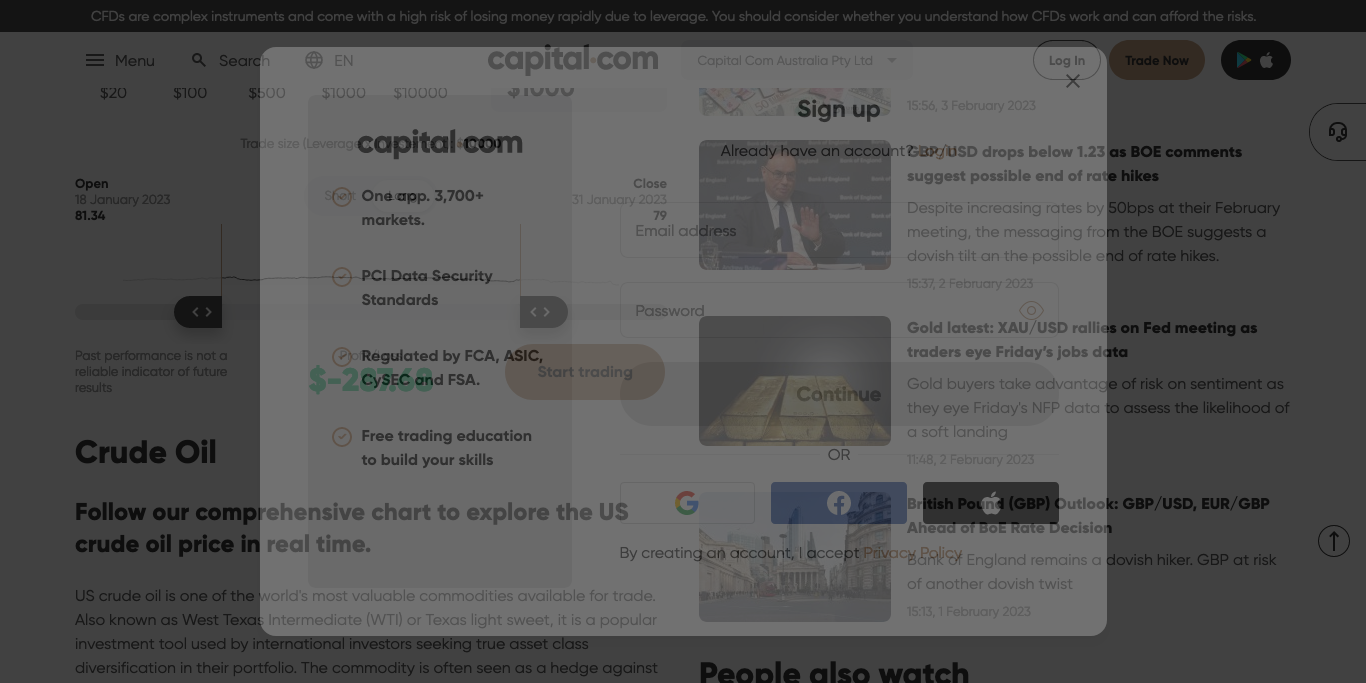 CFDs are complex instruments and come with a high risk of losing money rapidly due to leverage. You should consider whether you understand how CFDs work and can afford the risks.
Menu
Search
EN
capital.com
Capital Com Australia Pty Ltd
Log In
Trade Now
$20 $100 $500 $1000 $10000
$1000
Trade size (Leverage
Open
18 January 2023
81.34
Short
Close
31 January 2023
79
Past performance is not a
reliable indicator of future
results
$-287.68
Start trading
Crude Oil
Follow our comprehensive chart to explore the US
crude oil price in real time.
US crude oil is one of the world's most valuable commodities available for trade.
Also known as West Texas Intermediate (WTI) or Texas light sweet, it is a popular
investment tool used by international investors seeking true asset class
diversification in their portfolio. The commodity is often seen as a hedge against
capital.com
One app. 3,700+
markets.
PCI Data Security
Standards
Regulated by FCA, ASIC,
CySEC and FSA.
Free trading education
to build your skills
Sign up
Already have an account? Login
Email address
Password
Continue
OR
By creating an account, I accept Privacy Policy
15:56, 3 February 2023
GBP/USD drops below 1.23 as BOE comments
suggest possible end of rate hikes
Despite increasing rates by 50bps at their February
meeting, the messaging from the BOE suggests a
dovish tilt an the possible end of rate hikes.
15:37, 2 February 2023
Gold latest: XAU/USD rallies on Fed meeting as
traders eye Friday's jobs data
Gold buyers take advantage of risk on sentiment as
they eye Friday's NFP data to assess the likelihood of
a soft landing
11:48, 2 February 2023
British Pound (GBP) Outlook: GBP/USD, EUR/GBP
Ahead of BoE Rate Decision
Bank of England remains a dovish hiker. GBP at risk
of another dovish twist
15:13, 1 February 2023
People also watch